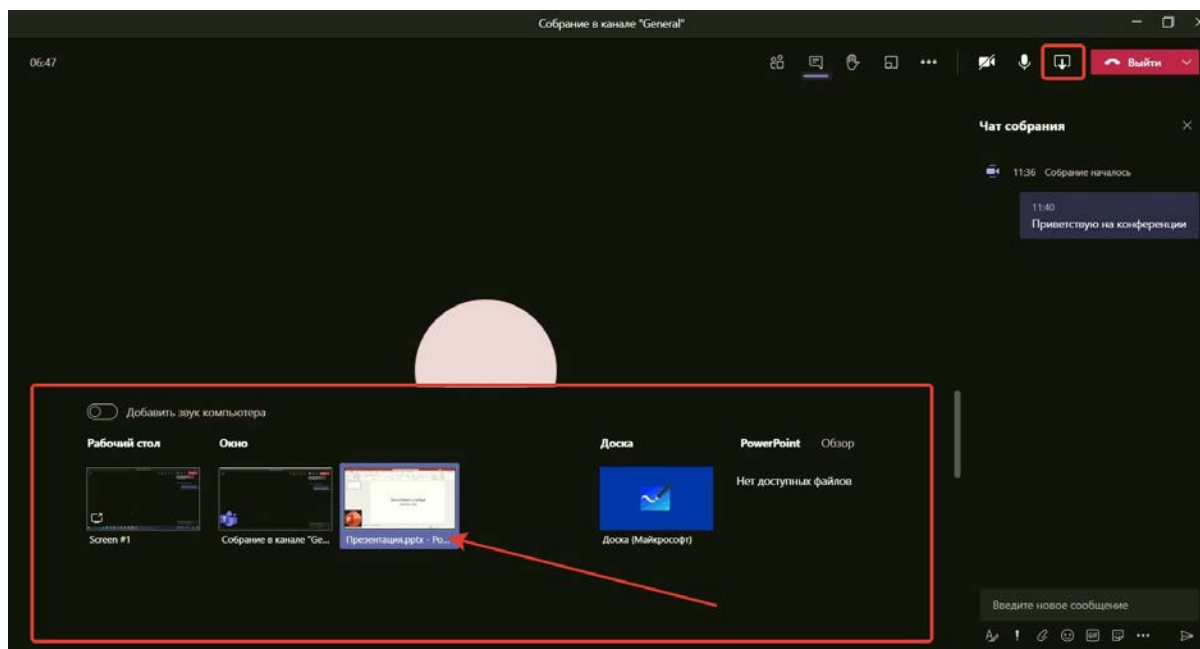 Собрание в канале "General"
06:47
Выйти
Чат собрания
11:36 Собрание началось
11:40
Приветствую на конференции
Добавить звук компьютера
Рабочий стол
Окно
Доска
PowerPoint
Обзор
Нет доступных файлов
Screen #1
Собрание в канале "Ge...
Презентация.pptx - Po...
Доска (Майкрософт)
Введите новое сообщение
GIF